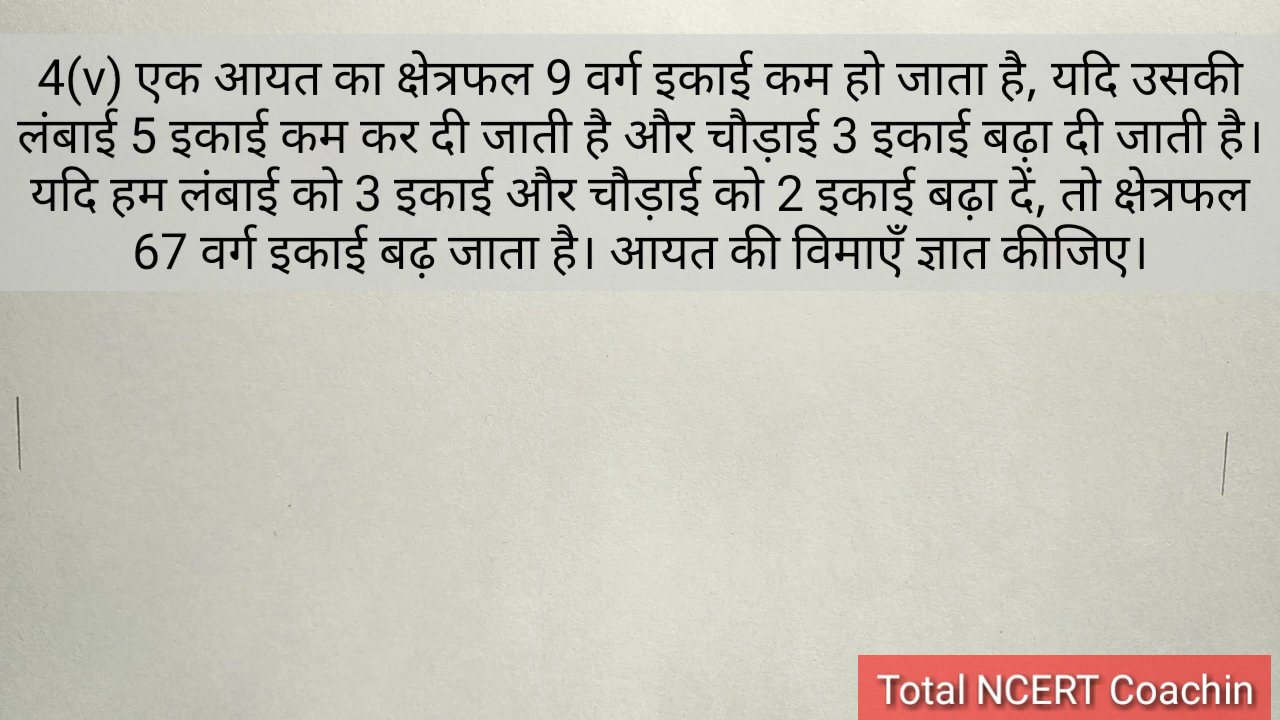 4(v) एक आयत का क्षेत्रफल 9 वर्ग इकाई कम हो जाता है, यदि उसकी
लंबाई 5 इकाई कम कर दी जाती है और चौड़ाई 3 इकाई बढ़ा दी जाती है।
यदि हम लंबाई को 3 इकाई और चौड़ाई को 2 इकाई बढ़ा दें, तो क्षेत्रफल
67 वर्ग इकाई बढ़ जाता है। आयत की विमाएँ ज्ञात कीजिए।
Total NCERT Coachin